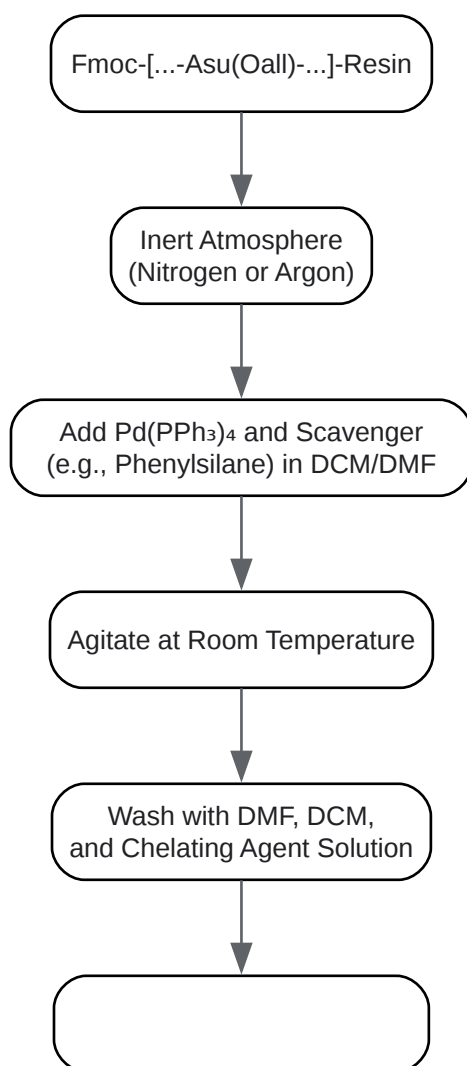 Fmoc-[...-Asu(Oall)-...]-Resin
Inert Atmosphere
(Nitrogen or Argon)
Add Pd(PPh₃)₄ and Scavenger
(e.g., Phenylsilane) in DCM/DMF
Agitate at Room Temperature
Wash with DMF, DCM,
and Chelating Agent Solution